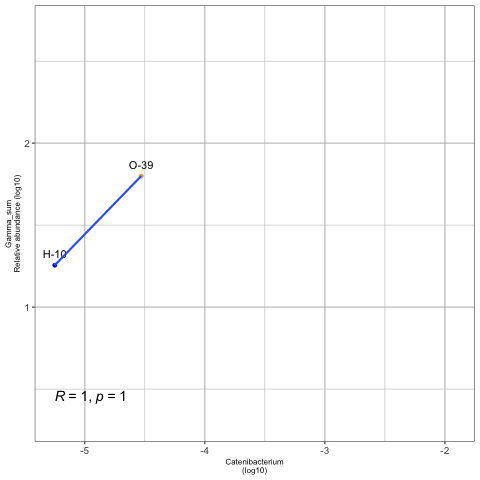 Gamma_sum
Relative abundance (log10)
2
1
O-39
H-10
R = 1, p = 1
-5
-4
-3
-2
Catenibacterium
(log10)